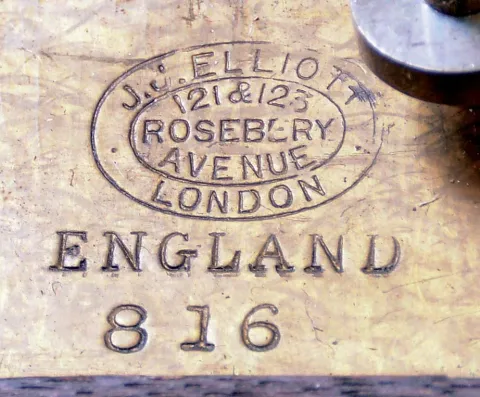 J.J. ELLIOTT
121 & 123
ROSEBERY
AVENUE
LONDON
ENGLAND
816